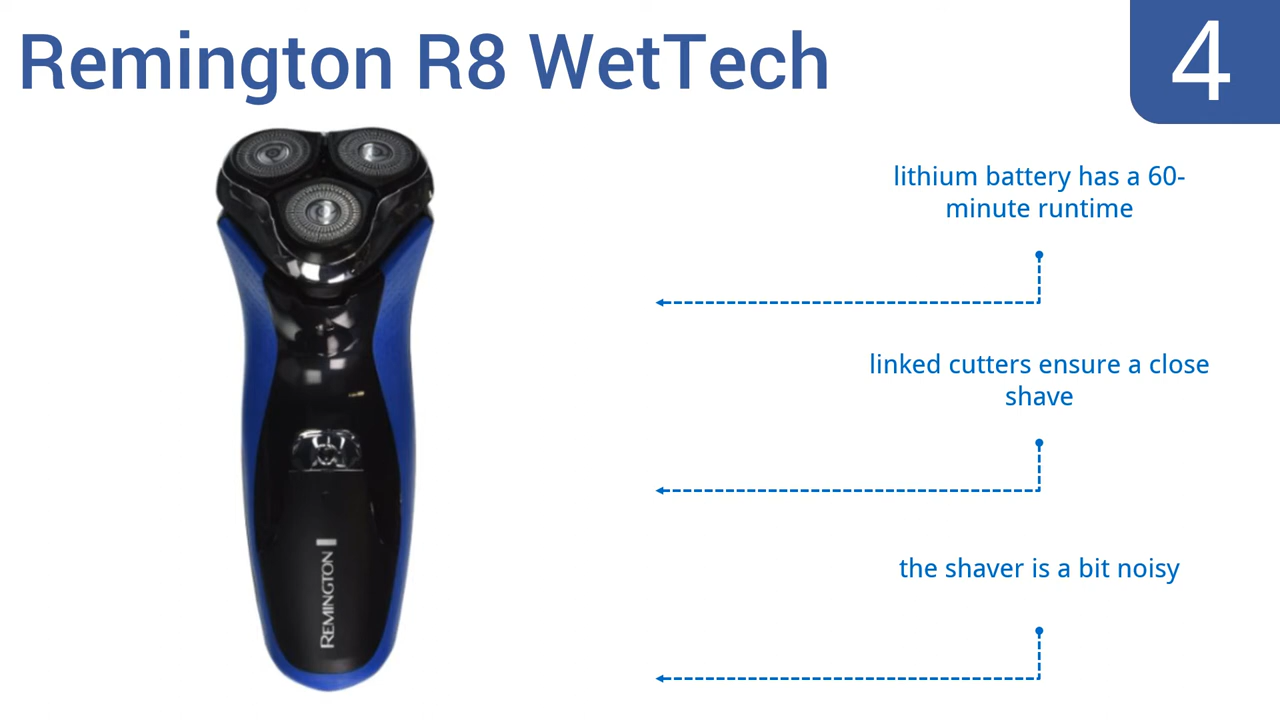 Remington R8 WetTech
4
lithium battery has a 60-
minute runtime
linked cutters ensure a close
shave
the shaver is a bit noisy
REMINGTON